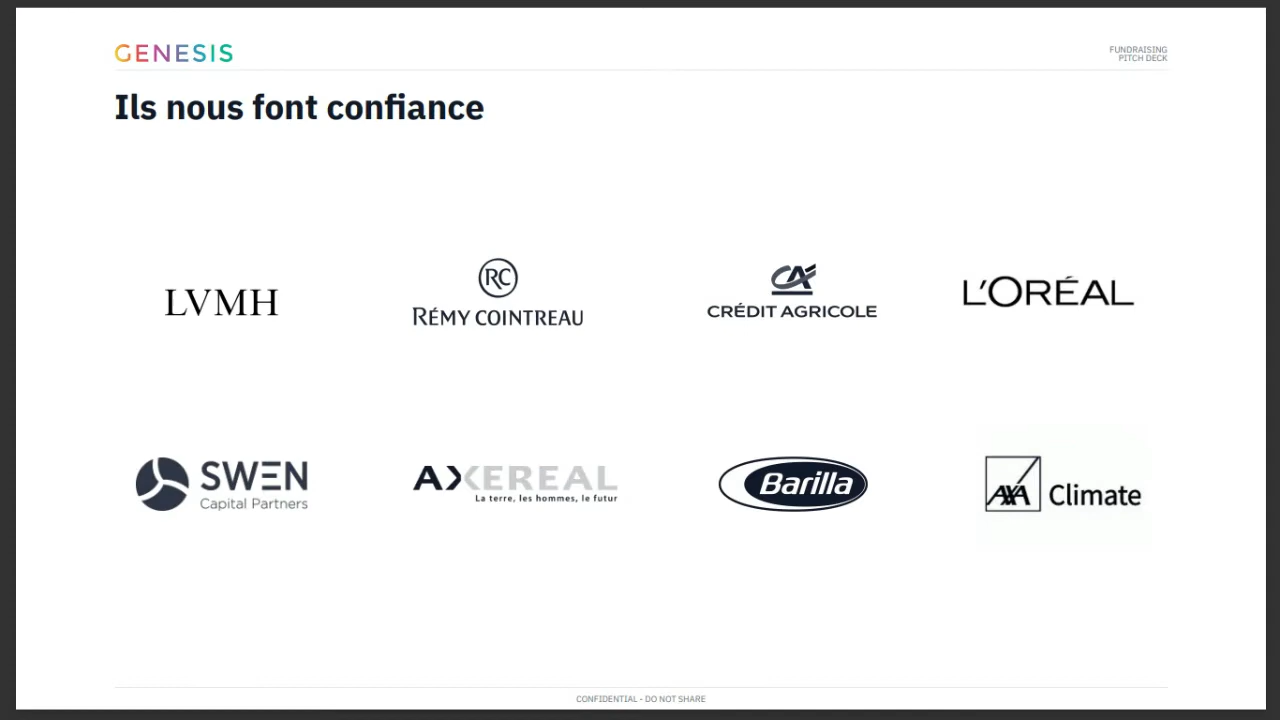 GENESIS
FUNDRAISING
PITCH DECK
Ils nous font confiance
LVMH
RC
RÉMY COINTREAU
CA
CRÉDIT AGRICOLE
L'ORÉAL
SWEN
Capital Partners
AXEREAL
La terre, les hommes, le futur
Barilla
AXA
Climate
CONFIDENTIAL - DO NOT SHARE